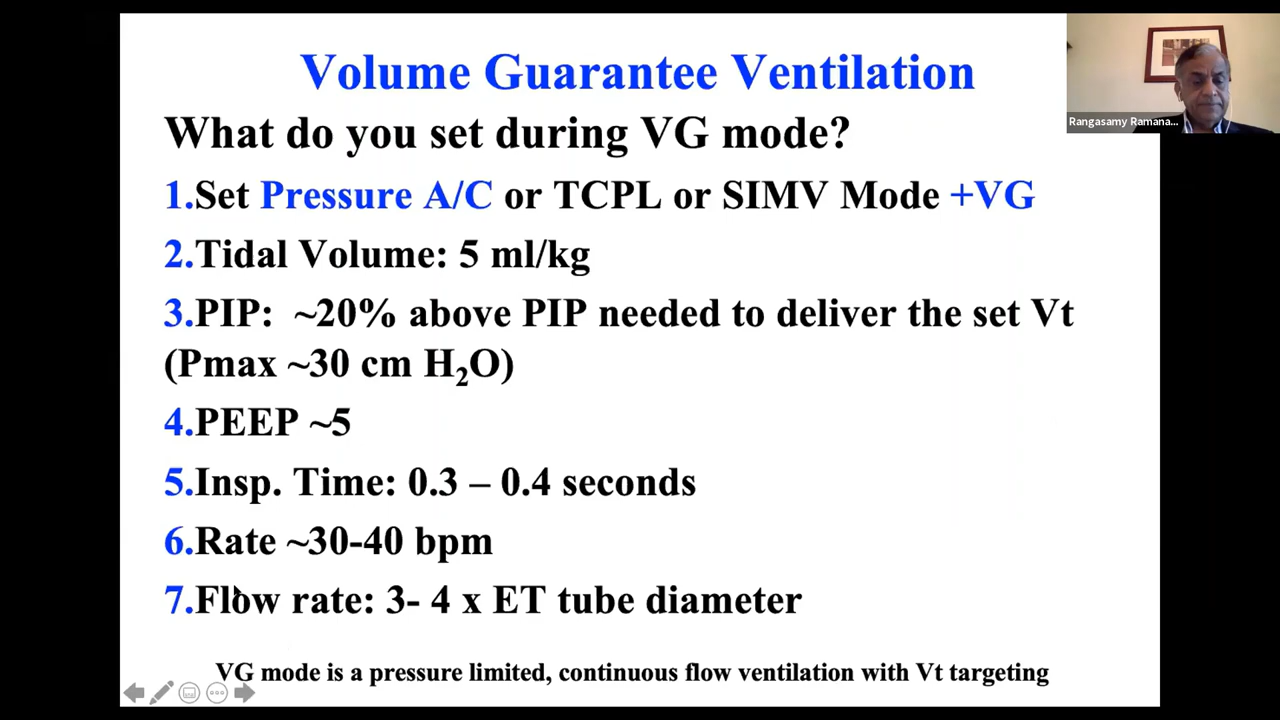 Volume Guarantee Ventilation
What do you set during VG mode?
1.Set Pressure A/C or TCPL or SIMV Mode +VG
2.Tidal Volume: 5 ml/kg
3.PIP: ~20% above PIP needed to deliver the set Vt
(Pmax ~30 cm H₂O)
4.PEEP ~5
5.Insp. Time: 0.3 – 0.4 seconds
6.Rate ~30-40 bpm
7.Flow rate: 3- 4 x ET tube diameter
VG mode is a pressure limited, continuous flow ventilation with Vt targeting
Rangasamy Ramana...